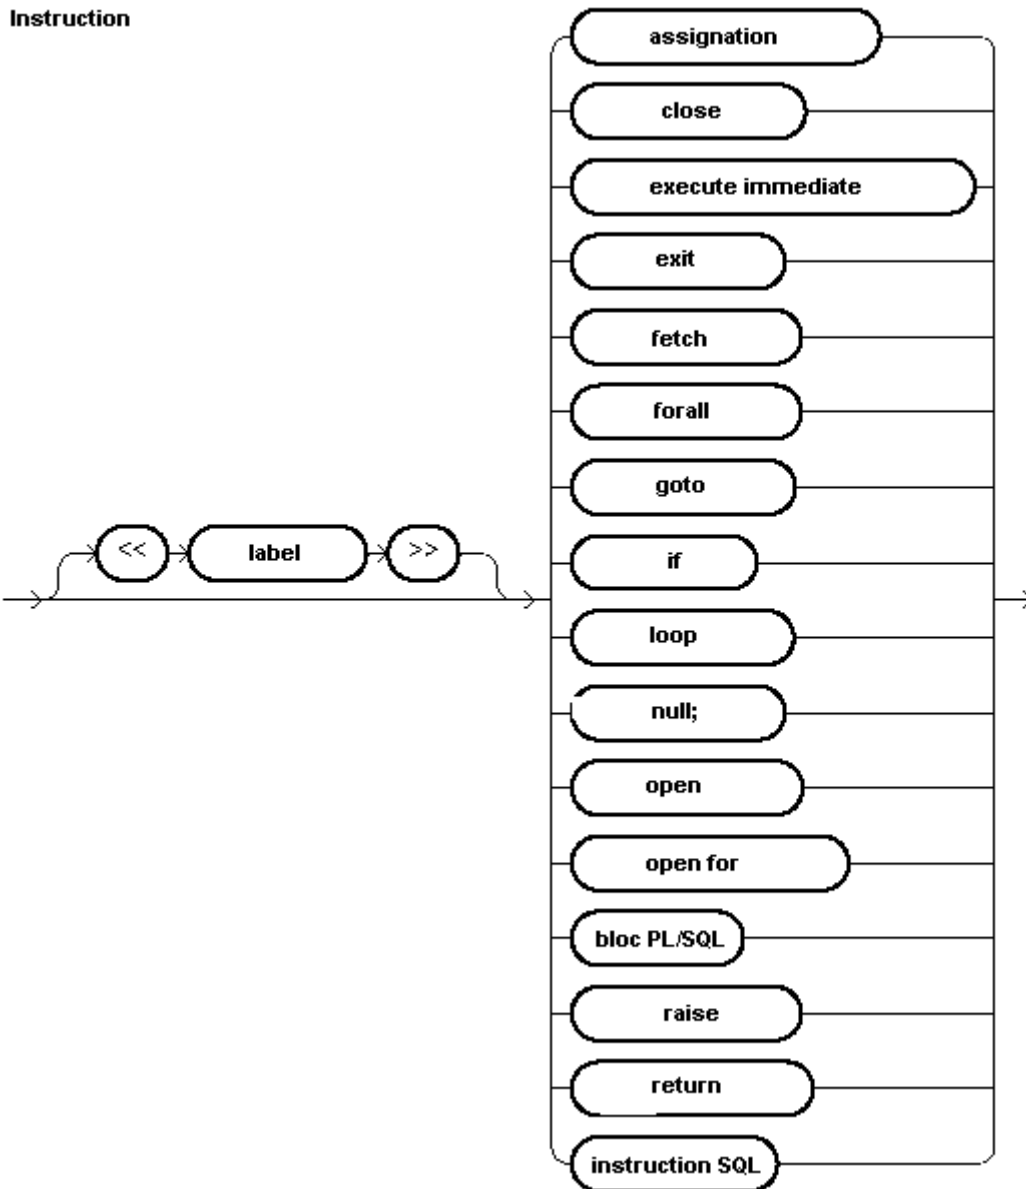 Instruction
assignation
close
execute immediate
exit
fetch
forall
goto
if
<< label >>
loop
null;
open
open for
bloc PL/SQL
raise
return
instruction SQL